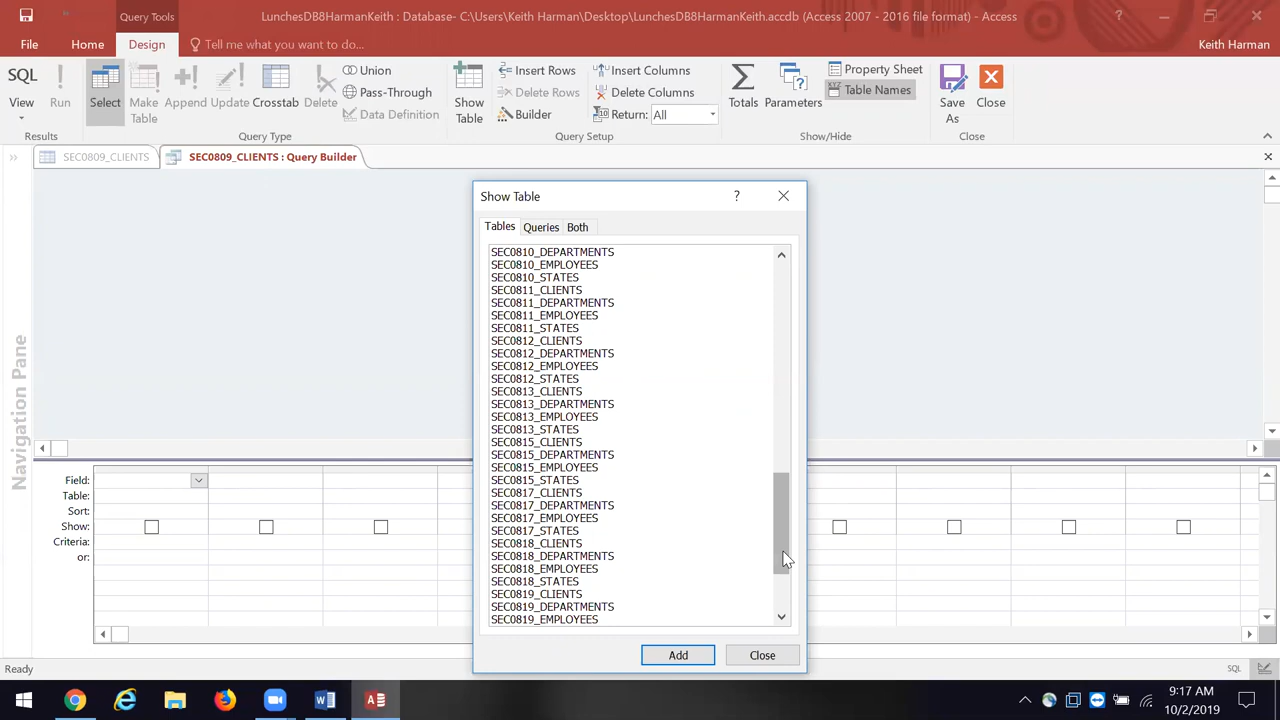 Query Tools
LunchesDB8HarmanKeith : Database- C:\Users\Keith Harman\Desktop\LunchesDB8HarmanKeith.accdb (Access 2007 - 2016 file format) - Access
File Home Design Tell me what you want to do... Keith Harman
SQL View
Run
Results
Select
Make Table
Append
Update
Crosstab
Delete
Union
Pass-Through
Data Definition
Query Type
Show Table
Insert Rows
Delete Rows
Builder
Insert Columns
Delete Columns
Return: All
Query Setup
Totals
Parameters
Property Sheet
Table Names
Show/Hide
Save As
Close
Close
SEC0809_CLIENTS
SEC0809_CLIENTS : Query Builder
Navigation Pane
Show Table
?
Tables Queries Both
SEC0810_DEPARTMENTS
SEC0810_EMPLOYEES
SEC0810_STATES
SEC0811_CLIENTS
SEC0811_DEPARTMENTS
SEC0811_EMPLOYEES
SEC0811_STATES
SEC0812_CLIENTS
SEC0812_DEPARTMENTS
SEC0812_EMPLOYEES
SEC0812_STATES
SEC0813_CLIENTS
SEC0813_DEPARTMENTS
SEC0813_EMPLOYEES
SEC0813_STATES
SEC0815_CLIENTS
SEC0815_DEPARTMENTS
SEC0815_EMPLOYEES
SEC0815_STATES
SEC0817_CLIENTS
SEC0817_DEPARTMENTS
SEC0817_EMPLOYEES
SEC0817_STATES
SEC0818_CLIENTS
SEC0818_DEPARTMENTS
SEC0818_EMPLOYEES
SEC0818_STATES
SEC0819_CLIENTS
SEC0819_DEPARTMENTS
SEC0819_EMPLOYEES
Add Close
Field:
Table:
Sort:
Show:
Criteria:
or:
Ready
SQL
9:17 AM
10/2/2019